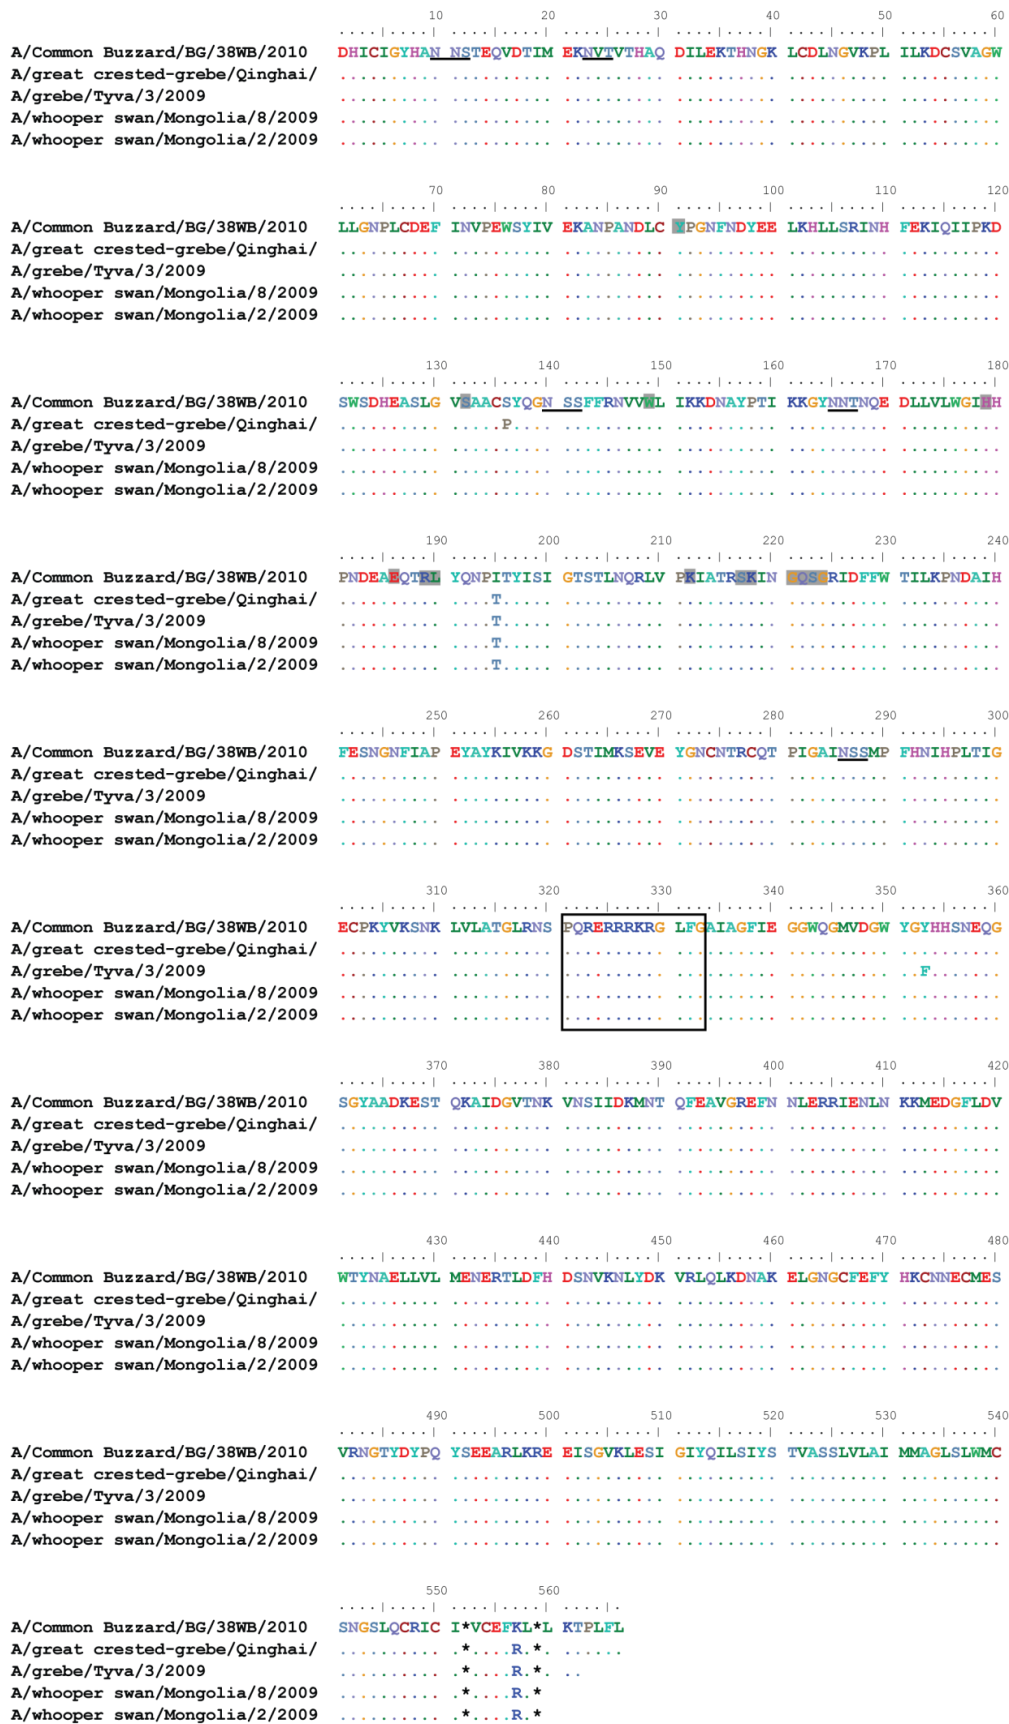 10 20 30 40 50 60
A/Common Buzzard/BG/38WB/2010 DHICIGYHAN NSTEQVDTIM EKNVTVTHAQ DILEKTHNGK LCDLNGVKPL ILKDCSVAGW
A/great crested-grebe/Qinghai/
A/grebe/Tyva/3/2009
A/whooper swan/Mongolia/8/2009
A/whooper swan/Mongolia/2/2009
70 80 90 100 110 120
A/Common Buzzard/BG/38WB/2010 LLGNPLCDEF INVPEWSYIV EKANPANDLC YPGNFNDYEE LKHLLSRINH FEKIQIIPKD
A/great crested-grebe/Qinghai/
A/grebe/Tyva/3/2009
A/whooper swan/Mongolia/8/2009
A/whooper swan/Mongolia/2/2009
130 140 150 160 170 180
A/Common Buzzard/BG/38WB/2010 SWSDHEASLG VSAACSYQGN SSFFRNVVWL IKKDNAYPTI KKGYNNTNQE DLLVLWGIHH
A/great crested-grebe/Qinghai/ P
A/grebe/Tyva/3/2009
A/whooper swan/Mongolia/8/2009
A/whooper swan/Mongolia/2/2009
190 200 210 220 230 240
A/Common Buzzard/BG/38WB/2010 PNDEAEQTRL YQNPITYISI GTSTLNQRLV PKIATRSKIN GQSGRIDFFW TILKPNDAIH
A/great crested-grebe/Qinghai/ T
A/grebe/Tyva/3/2009 T
A/whooper swan/Mongolia/8/2009 T
A/whooper swan/Mongolia/2/2009 T
250 260 270 280 290 300
A/Common Buzzard/BG/38WB/2010 FESNGNFIAP EYAYKIVKKG DSTIMKSEVE YGNCNTRCQT PIGAINSSMP FHNIHPLTIG
A/great crested-grebe/Qinghai/
A/grebe/Tyva/3/2009
A/whooper swan/Mongolia/8/2009
A/whooper swan/Mongolia/2/2009
310 320 330 340 350 360
A/Common Buzzard/BG/38WB/2010 ECPKYVKSNK LVLATGLRNS PQRERRRKRG LFGAIAGFIE GGWQGMVDGW YGYHHSNEQG
A/great crested-grebe/Qinghai/
A/grebe/Tyva/3/2009 F
A/whooper swan/Mongolia/8/2009
A/whooper swan/Mongolia/2/2009
370 380 390 400 410 420
A/Common Buzzard/BG/38WB/2010 SGYAADKEST QKAIDGVTNK VNSIIDKMNT QFEAVGREFN NLERRIENLN KKMEDGFLDV
A/great crested-grebe/Qinghai/
A/grebe/Tyva/3/2009
A/whooper swan/Mongolia/8/2009
A/whooper swan/Mongolia/2/2009
430 440 450 460 470 480
A/Common Buzzard/BG/38WB/2010 WTYNAELLVL MENERTLDFH DSNVKNLYDK VRLQLKDNAK ELGNGCFEFY HKCNNECMES
A/great crested-grebe/Qinghai/
A/grebe/Tyva/3/2009
A/whooper swan/Mongolia/8/2009
A/whooper swan/Mongolia/2/2009
490 500 510 520 530 540
A/Common Buzzard/BG/38WB/2010 VRNGTYDYPQ YSEEARLKRE EISGVKLESI GIYQILSIYS TVASSLVLAI MMAGLSLWMC
A/great crested-grebe/Qinghai/
A/grebe/Tyva/3/2009
A/whooper swan/Mongolia/8/2009
A/whooper swan/Mongolia/2/2009
550 560
A/Common Buzzard/BG/38WB/2010 SNGSLQCRIC I*VCEFKL*L KTPLFL
A/great crested-grebe/Qinghai/ .......... .*....R.*. ......
A/grebe/Tyva/3/2009 .......... .*....R.*. ..
A/whooper swan/Mongolia/8/2009 .......... .*....R.*
A/whooper swan/Mongolia/2/2009 .......... .*....R.*